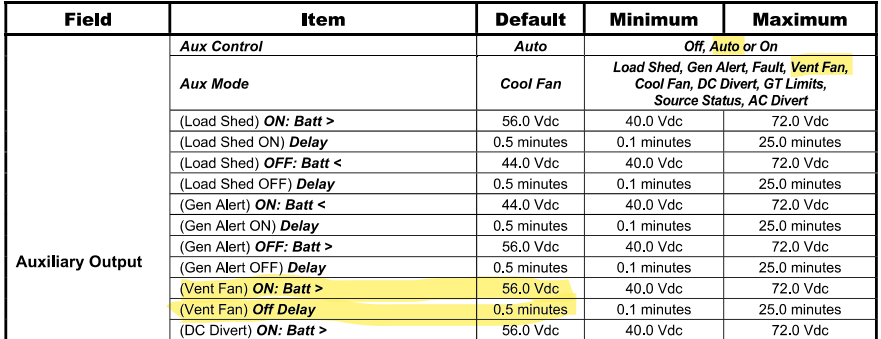 Field Item Default Minimum Maximum
Aux Control Auto Off, Auto or On
Aux Mode Cool Fan Load Shed, Gen Alert, Fault, Vent Fan,
Cool Fan, DC Divert, GT Limits,
Source Status, AC Divert
(Load Shed) ON: Batt > 56.0 Vdc 40.0 Vdc 72.0 Vdc
(Load Shed ON) Delay 0.5 minutes 0.1 minutes 25.0 minutes
(Load Shed) OFF: Batt < 44.0 Vdc 40.0 Vdc 72.0 Vdc
(Load Shed OFF) Delay 0.5 minutes 0.1 minutes 25.0 minutes
(Gen Alert) ON: Batt < 44.0 Vdc 40.0 Vdc 72.0 Vdc
(Gen Alert ON) Delay 0.5 minutes 0.1 minutes 25.0 minutes
(Gen Alert) OFF: Batt > 56.0 Vdc 40.0 Vdc 72.0 Vdc
Auxiliary Output
(Gen Alert OFF) Delay 0.5 minutes 0.1 minutes 25.0 minutes
(Vent Fan) ON: Batt > 56.0 Vdc 40.0 Vdc 72.0 Vdc
(Vent Fan) Off Delay 0.5 minutes 0.1 minutes 25.0 minutes
(DC Divert) ON: Batt > 56.0 Vdc 40.0 Vdc 72.0 Vdc